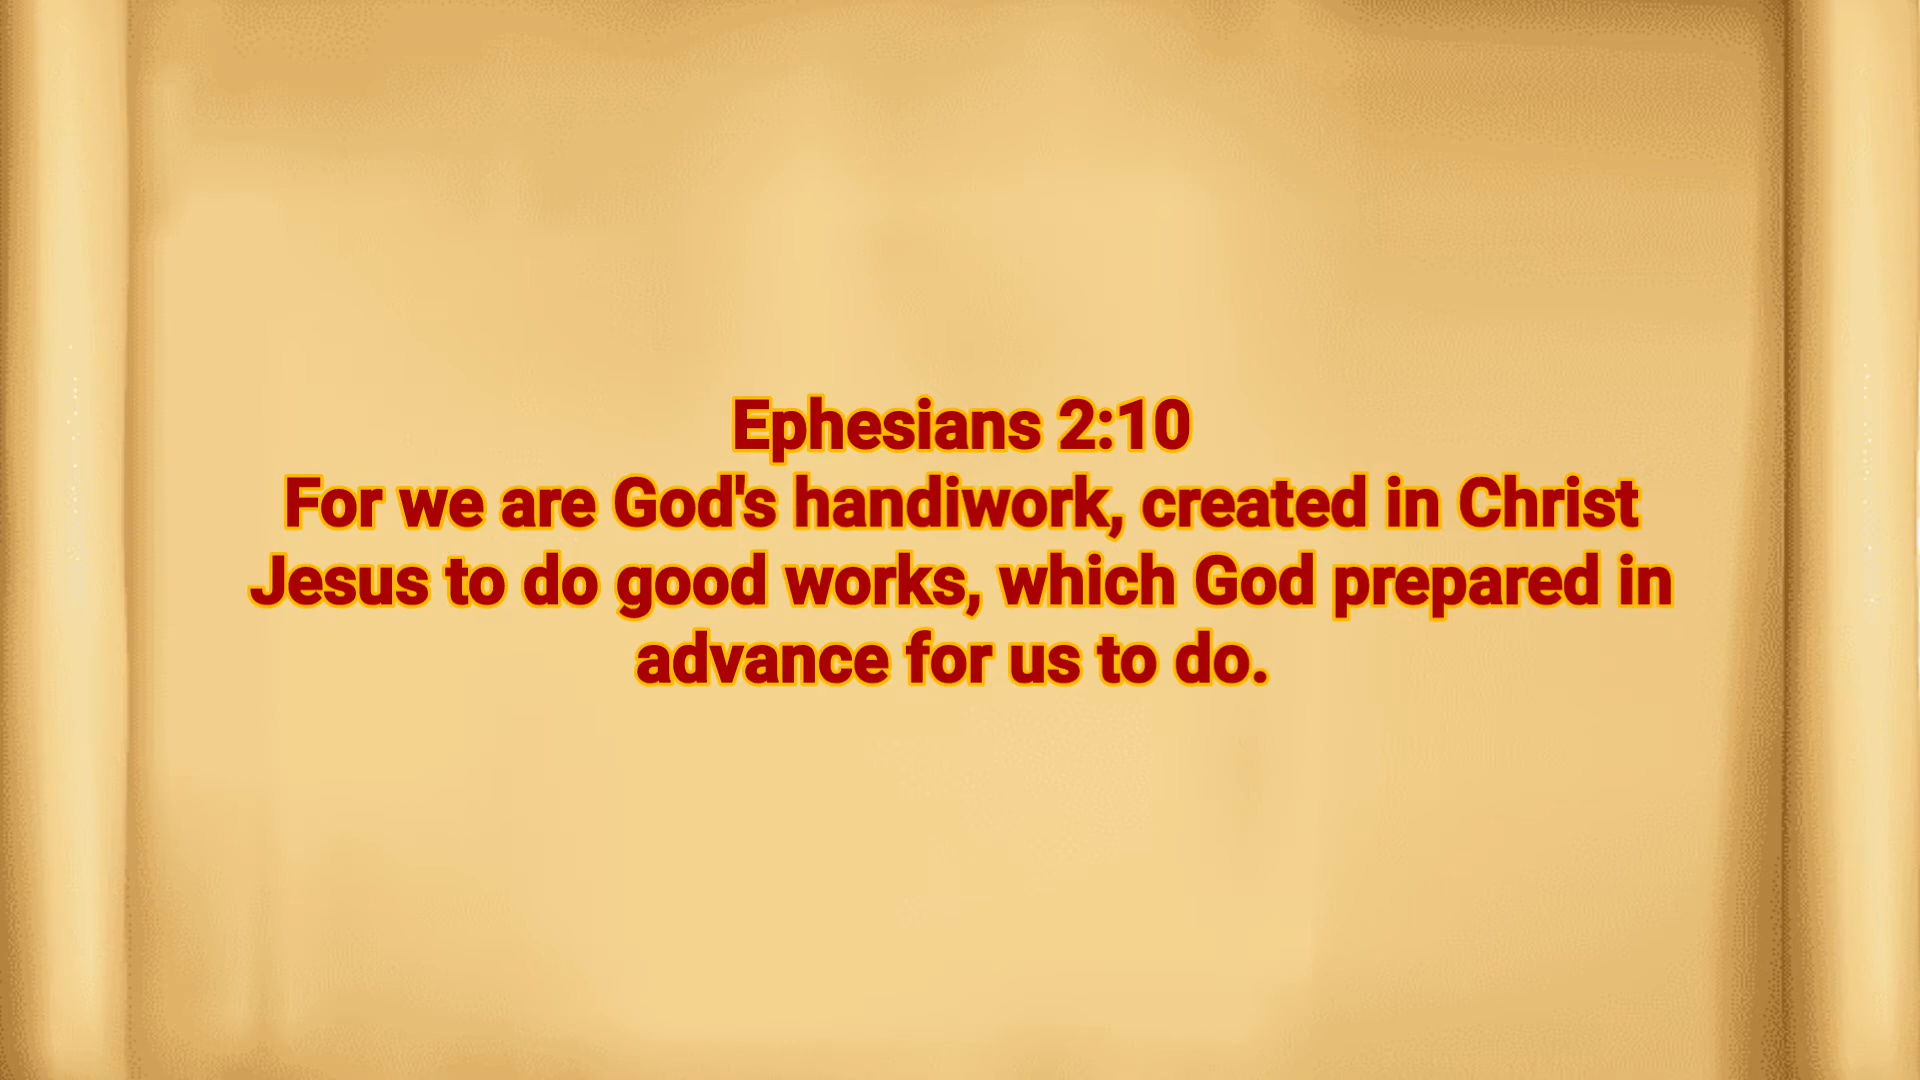 Ephesians 2:10
For we are God's handiwork, created in Christ
Jesus to do good works, which God prepared in
advance for us to do.